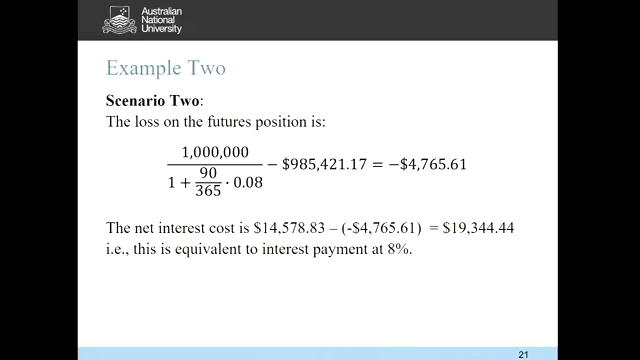 Australian
National
University
Example Two
Scenario Two:
The loss on the futures position is:
1,000,000
1 + 90/365 · 0.08 − $985,421.17 = −$4,765.61
The net interest cost is $14,578.83 – (-$4,765.61) = $19,344.44
i.e., this is equivalent to interest payment at 8%.
21